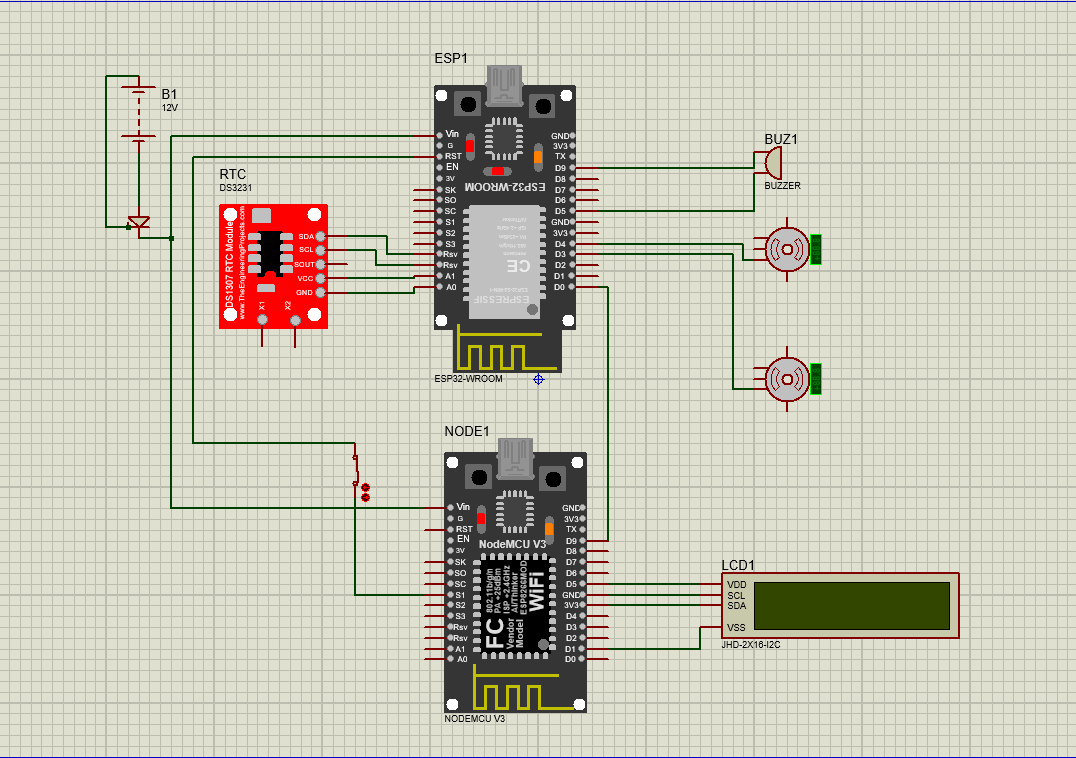 ESP1
B1
12V
Vin
G
RST
EN
3V
SK
SO
SC
S1
S2
S3
Rsv
Rsv
A1
A0
GND
3V3
TX
D9
D8
D7
D6
D5
GND
3V3
D4
D3
D2
D1
D0
ESP32-WROOM
CE
ESPRESSIF
ESP32-WROOM
BUZ1
BUZZER
RTC
DS3231
DS1307 RTC Module
www.TheEngineeringProjects.com
SDA
SCL
SOUT
VCC
GND
X1
X2
NODE1
Vin
G
RST
EN
3V
SK
SO
SC
S1
S2
S3
Rsv
Rsv
A1
A0
GND
3V3
TX
D9
D8
D7
D6
D5
GND
3V3
D4
D3
D2
D1
D0
NodeMCU V3
FC
Vendor
Model
802.11b/g/n
PA +25dBm
ISP +2.4GHz
AI/Thinker
ESP8266MOD
WiFi
NODEMCU V3
LCD1
VDD
SCL
SDA
VSS
JHD-2X16-I2C